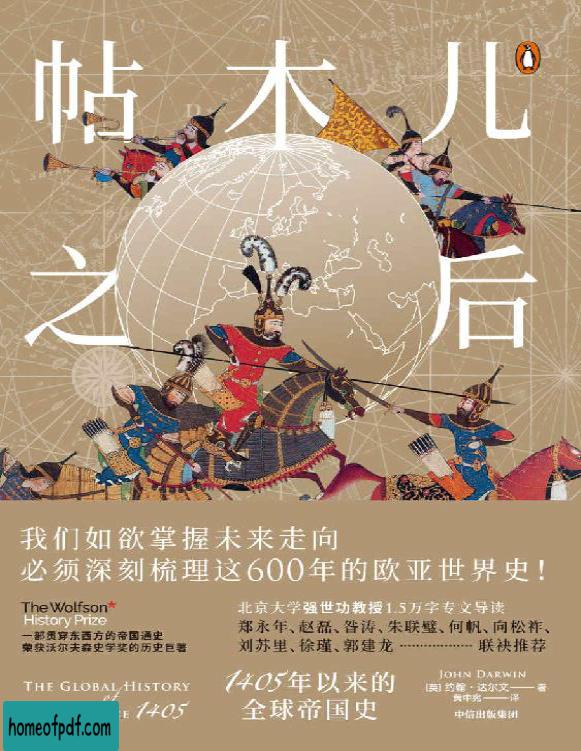 帖木儿
之后
我们如欲掌握未来走向
必须深刻梳理这600年的欧亚世界史！
The Wolfson
History Prize
一部贯穿东西方的帝国通史
荣获沃尔夫森史学奖的历史巨著
北京大学强世功教授1.5万字专文导读
郑永年、赵磊、昝涛、朱联璧、何帆、向松祚、
刘苏里、徐瑾、郭建龙 ················ 联袂推荐
THE GLOBAL HISTORY
of
CE 1405
1405年以来的
全球帝国史
JOHN DARWIN
[英] 约翰·达尔文 —— 著
黄中宪 —— 译
中信出版集团
homeofpdf.com